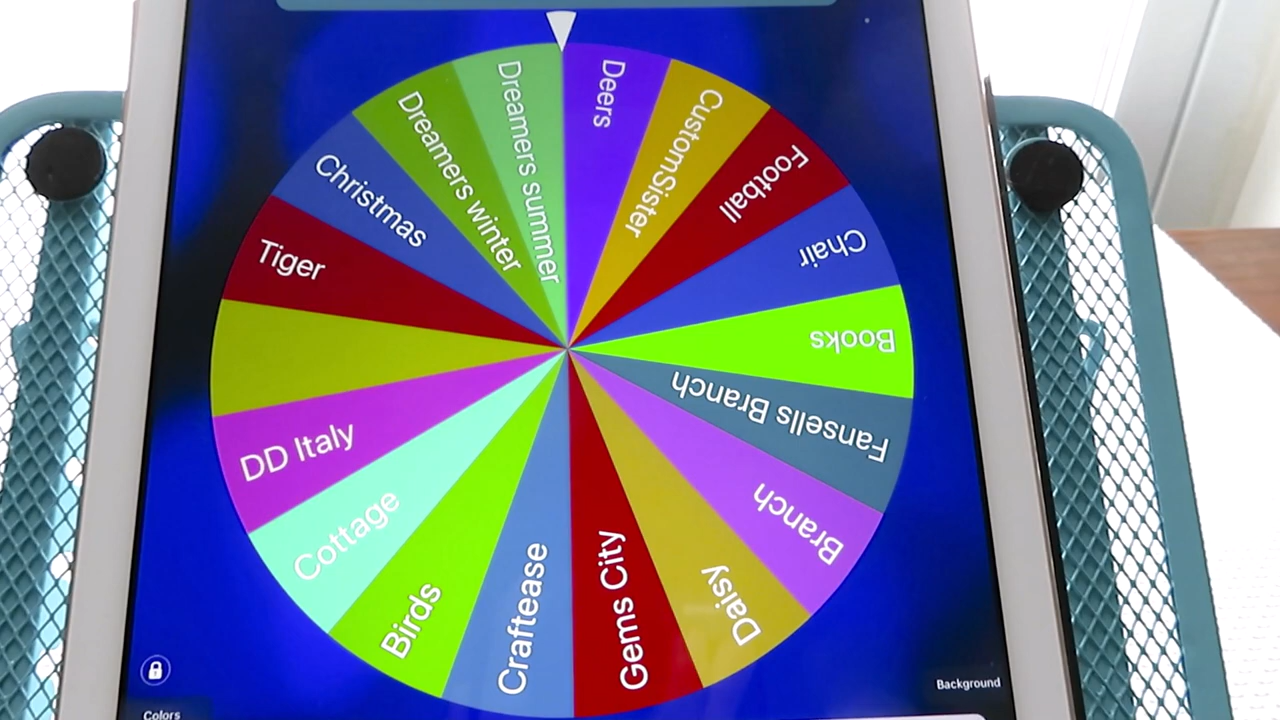 Deers
CustomSister
Football
Chair
Books
Fansells Branch
Branch
Daisy
Gems City
Craftease
Birds
Cottage
DD Italy
Tiger
Christmas
Dreamers winter
Dreamers summer
Background
Colors